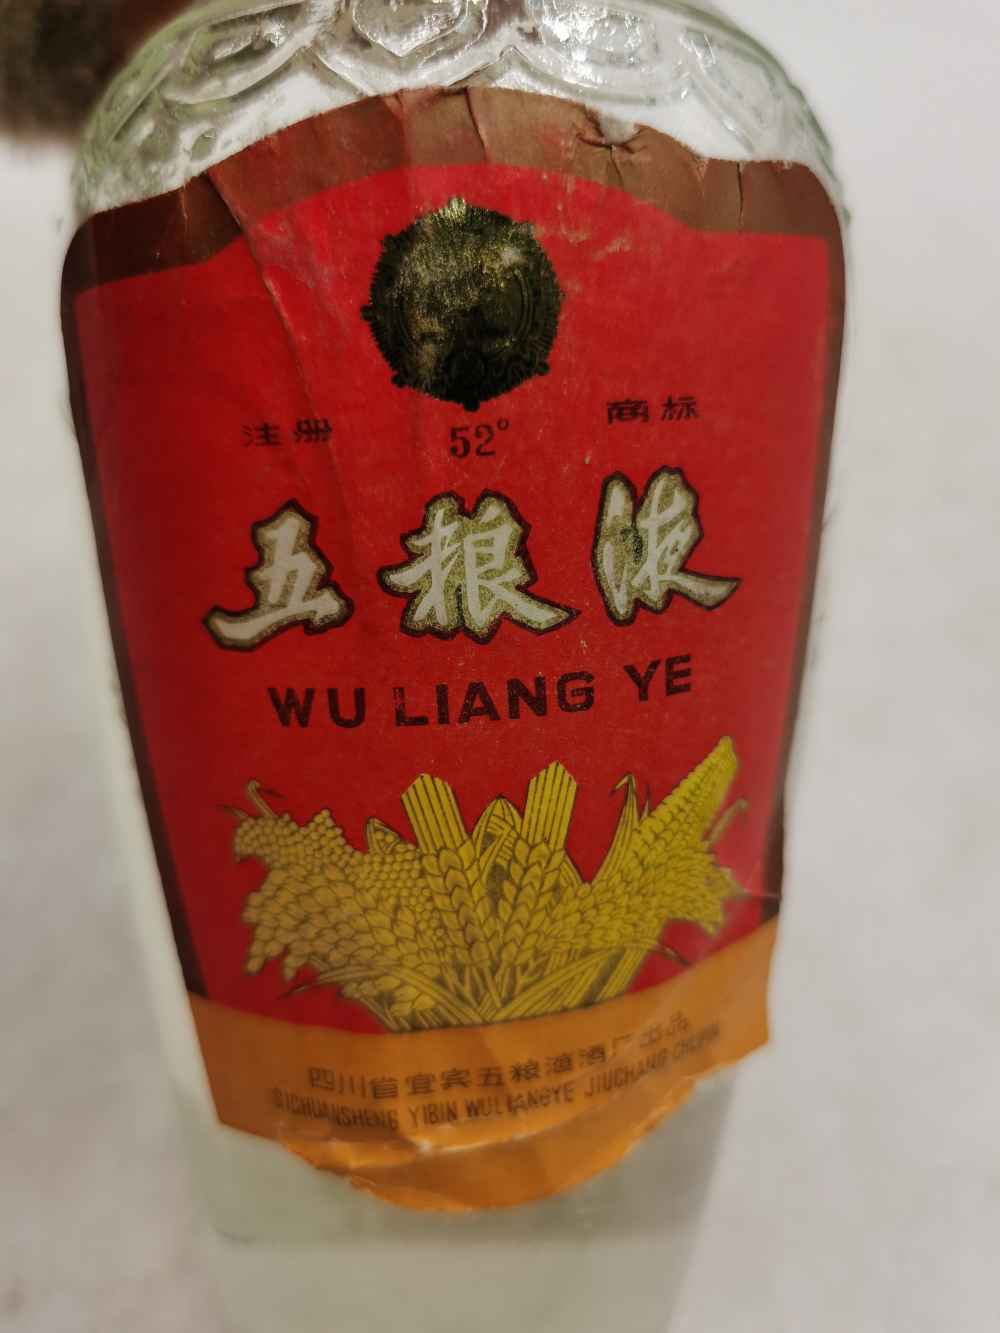 注册 52° 商标
五粮液
WU LIANG YE
四川省宜宾五粮液酒厂出品
SICHUANSHENG YIBIN WULIANGYE JIUCHANG CHUPIN